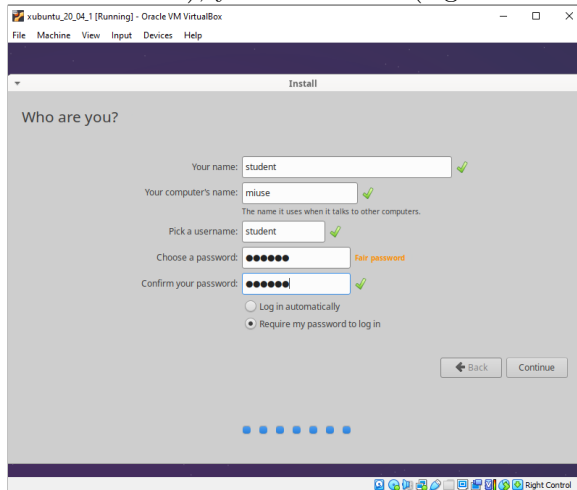 xubuntu_20_04_1 [Running] - Oracle VM VirtualBox
File Machine View Input Devices Help
Install
Who are you?
Your name: student
Your computer's name: miuse
The name it uses when it talks to other computers.
Pick a username: student
Choose a password: ●●●●●● Fair password
Confirm your password: ●●●●●●
Log in automatically
Require my password to log in
Back Continue
Right Control